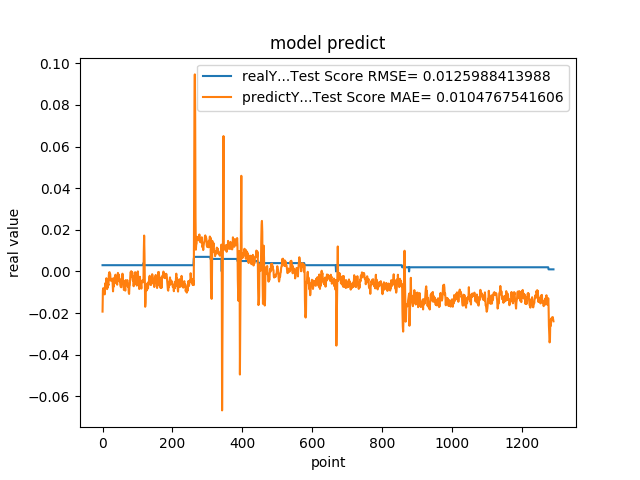 model predict
realY...Test Score RMSE= 0.0125988413988
predictY...Test Score MAE= 0.0104767541606
0.10
0.08
0.06
0.04
0.02
0.00
−0.02
−0.04
−0.06
real value
0 200 400 600 800 1000 1200
point